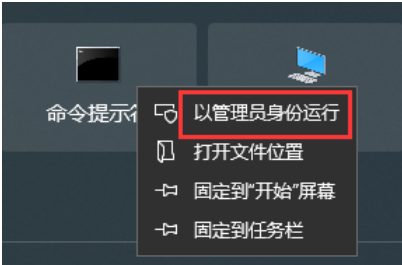 命令提示
以管理员身份运行
打开文件位置
固定到"开始"屏幕
固定到任务栏